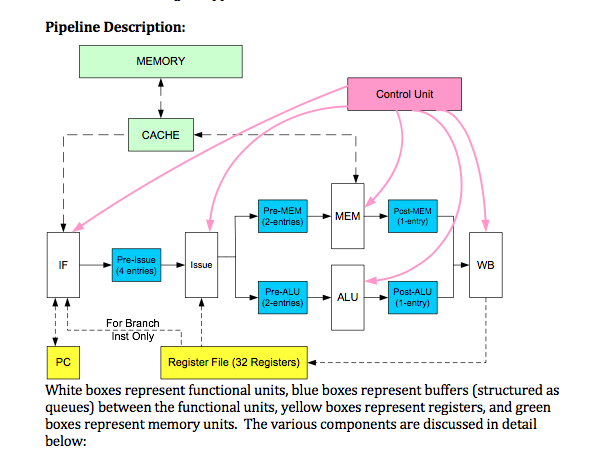 Pipeline Description:
MEMORY
Control Unit
CACHE
Pre-MEM
(2-entries)
MEM
Post-MEM
(1-entry)
IF
Pre-Issue
(4 entries)
Issue
WB
Pre-ALU
(2-entries)
ALU
Post-ALU
(1-entry)
For Branch
Inst Only
PC
Register File (32 Registers)
White boxes represent functional units, blue boxes represent buffers (structured as
queues) between the functional units, yellow boxes represent registers, and green
boxes represent memory units.  The various components are discussed in detail
below: